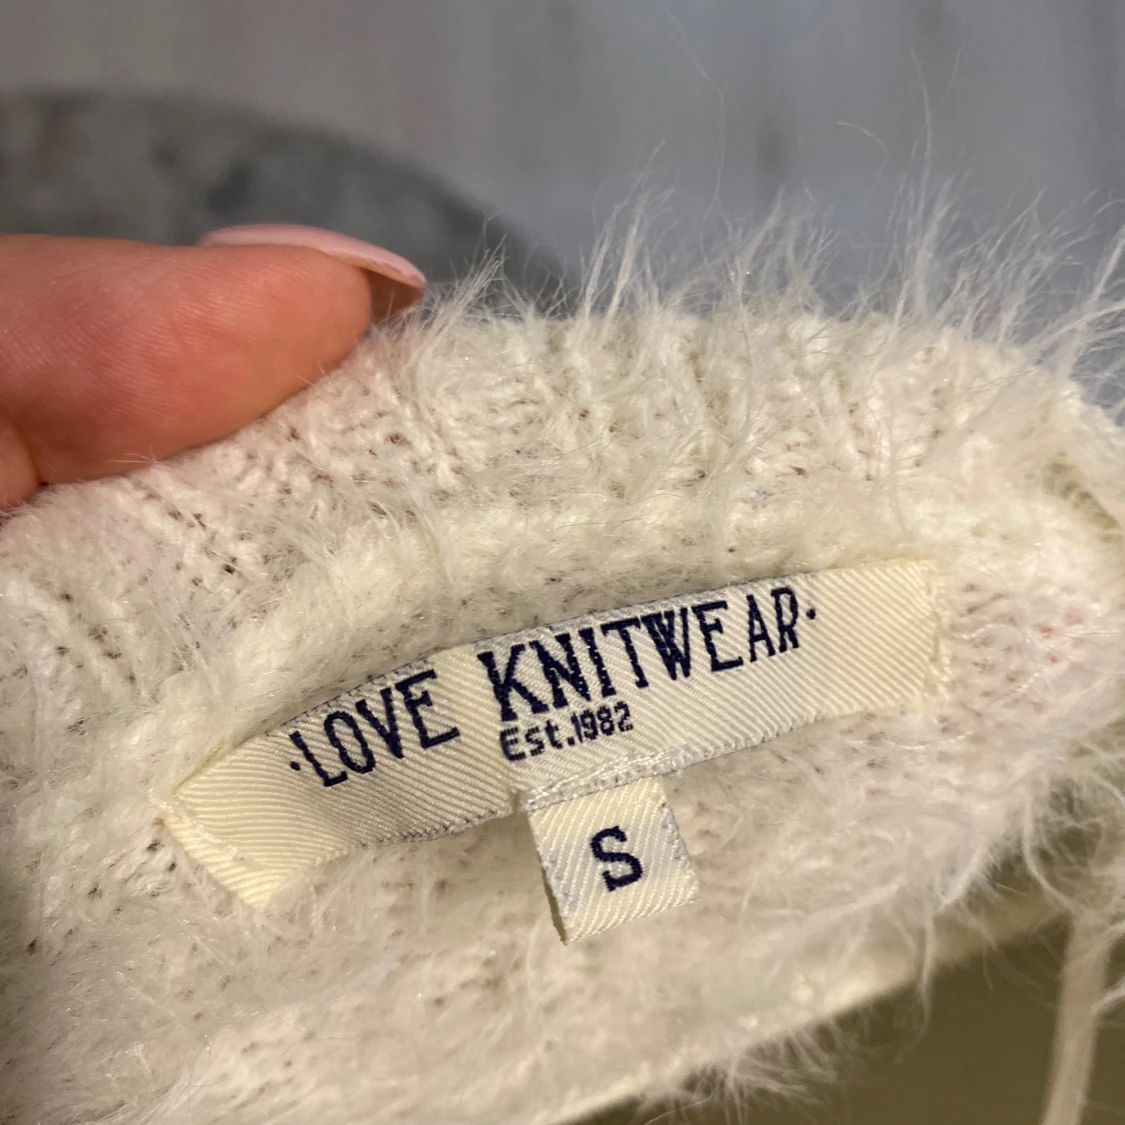 ·LOVE KNITWEAR·
Est.1982
S